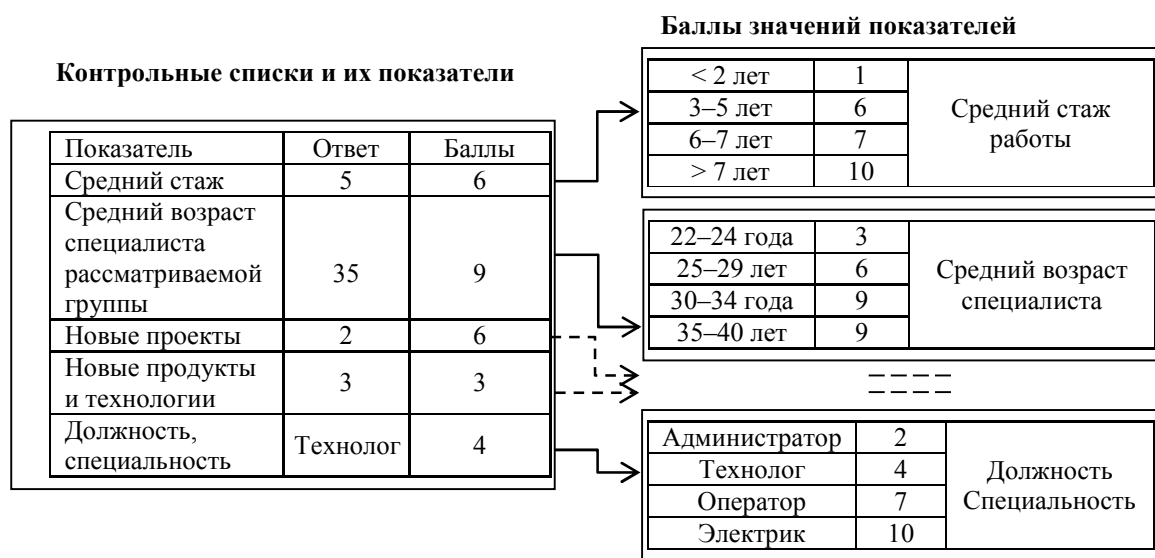 Контрольные списки и их показатели
Показатель Ответ Баллы
Средний стаж 5 6
Средний возраст
специалиста
рассматриваемой
группы 35 9
Новые проекты 2 6
Новые продукты
и технологии 3 3
Должность,
специальность Технолог 4
Баллы значений показателей
< 2 лет 1
3–5 лет 6
6–7 лет 7
> 7 лет 10
Средний стаж
работы
22–24 года 3
25–29 лет 6
30–34 года 9
35–40 лет 9
Средний возраст
специалиста
Администратор 2
Технолог 4
Оператор 7
Электрик 10
Должность
Специальность